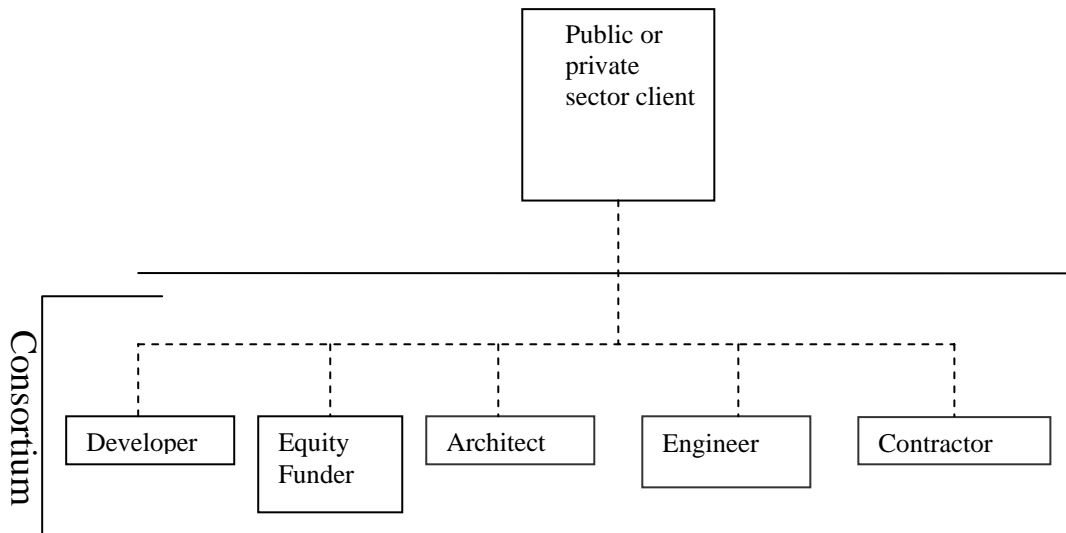 Public or
private
sector client
Consortium
Developer
Equity
Funder
Architect
Engineer
Contractor